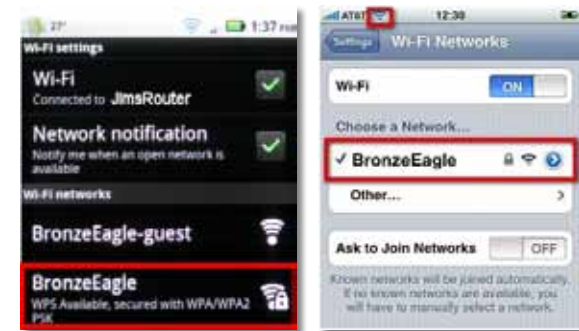 27°
1:37 PM
Wi-Fi settings
Wi-Fi
Connected to JimsRouter
Network notification
Notify me when an open network is
available
Wi-Fi networks
BronzeEagle-guest
BronzeEagle
WPS Available, secured with WPA/WPA2
PSK
AT&T
12:30
Settings
Wi-Fi Networks
Wi-Fi
ON
Choose a Network...
✓ BronzeEagle
Other...
>
Ask to Join Networks
OFF
Known networks will be joined automatically.
If no known networks are available, you
will have to manually select a network.